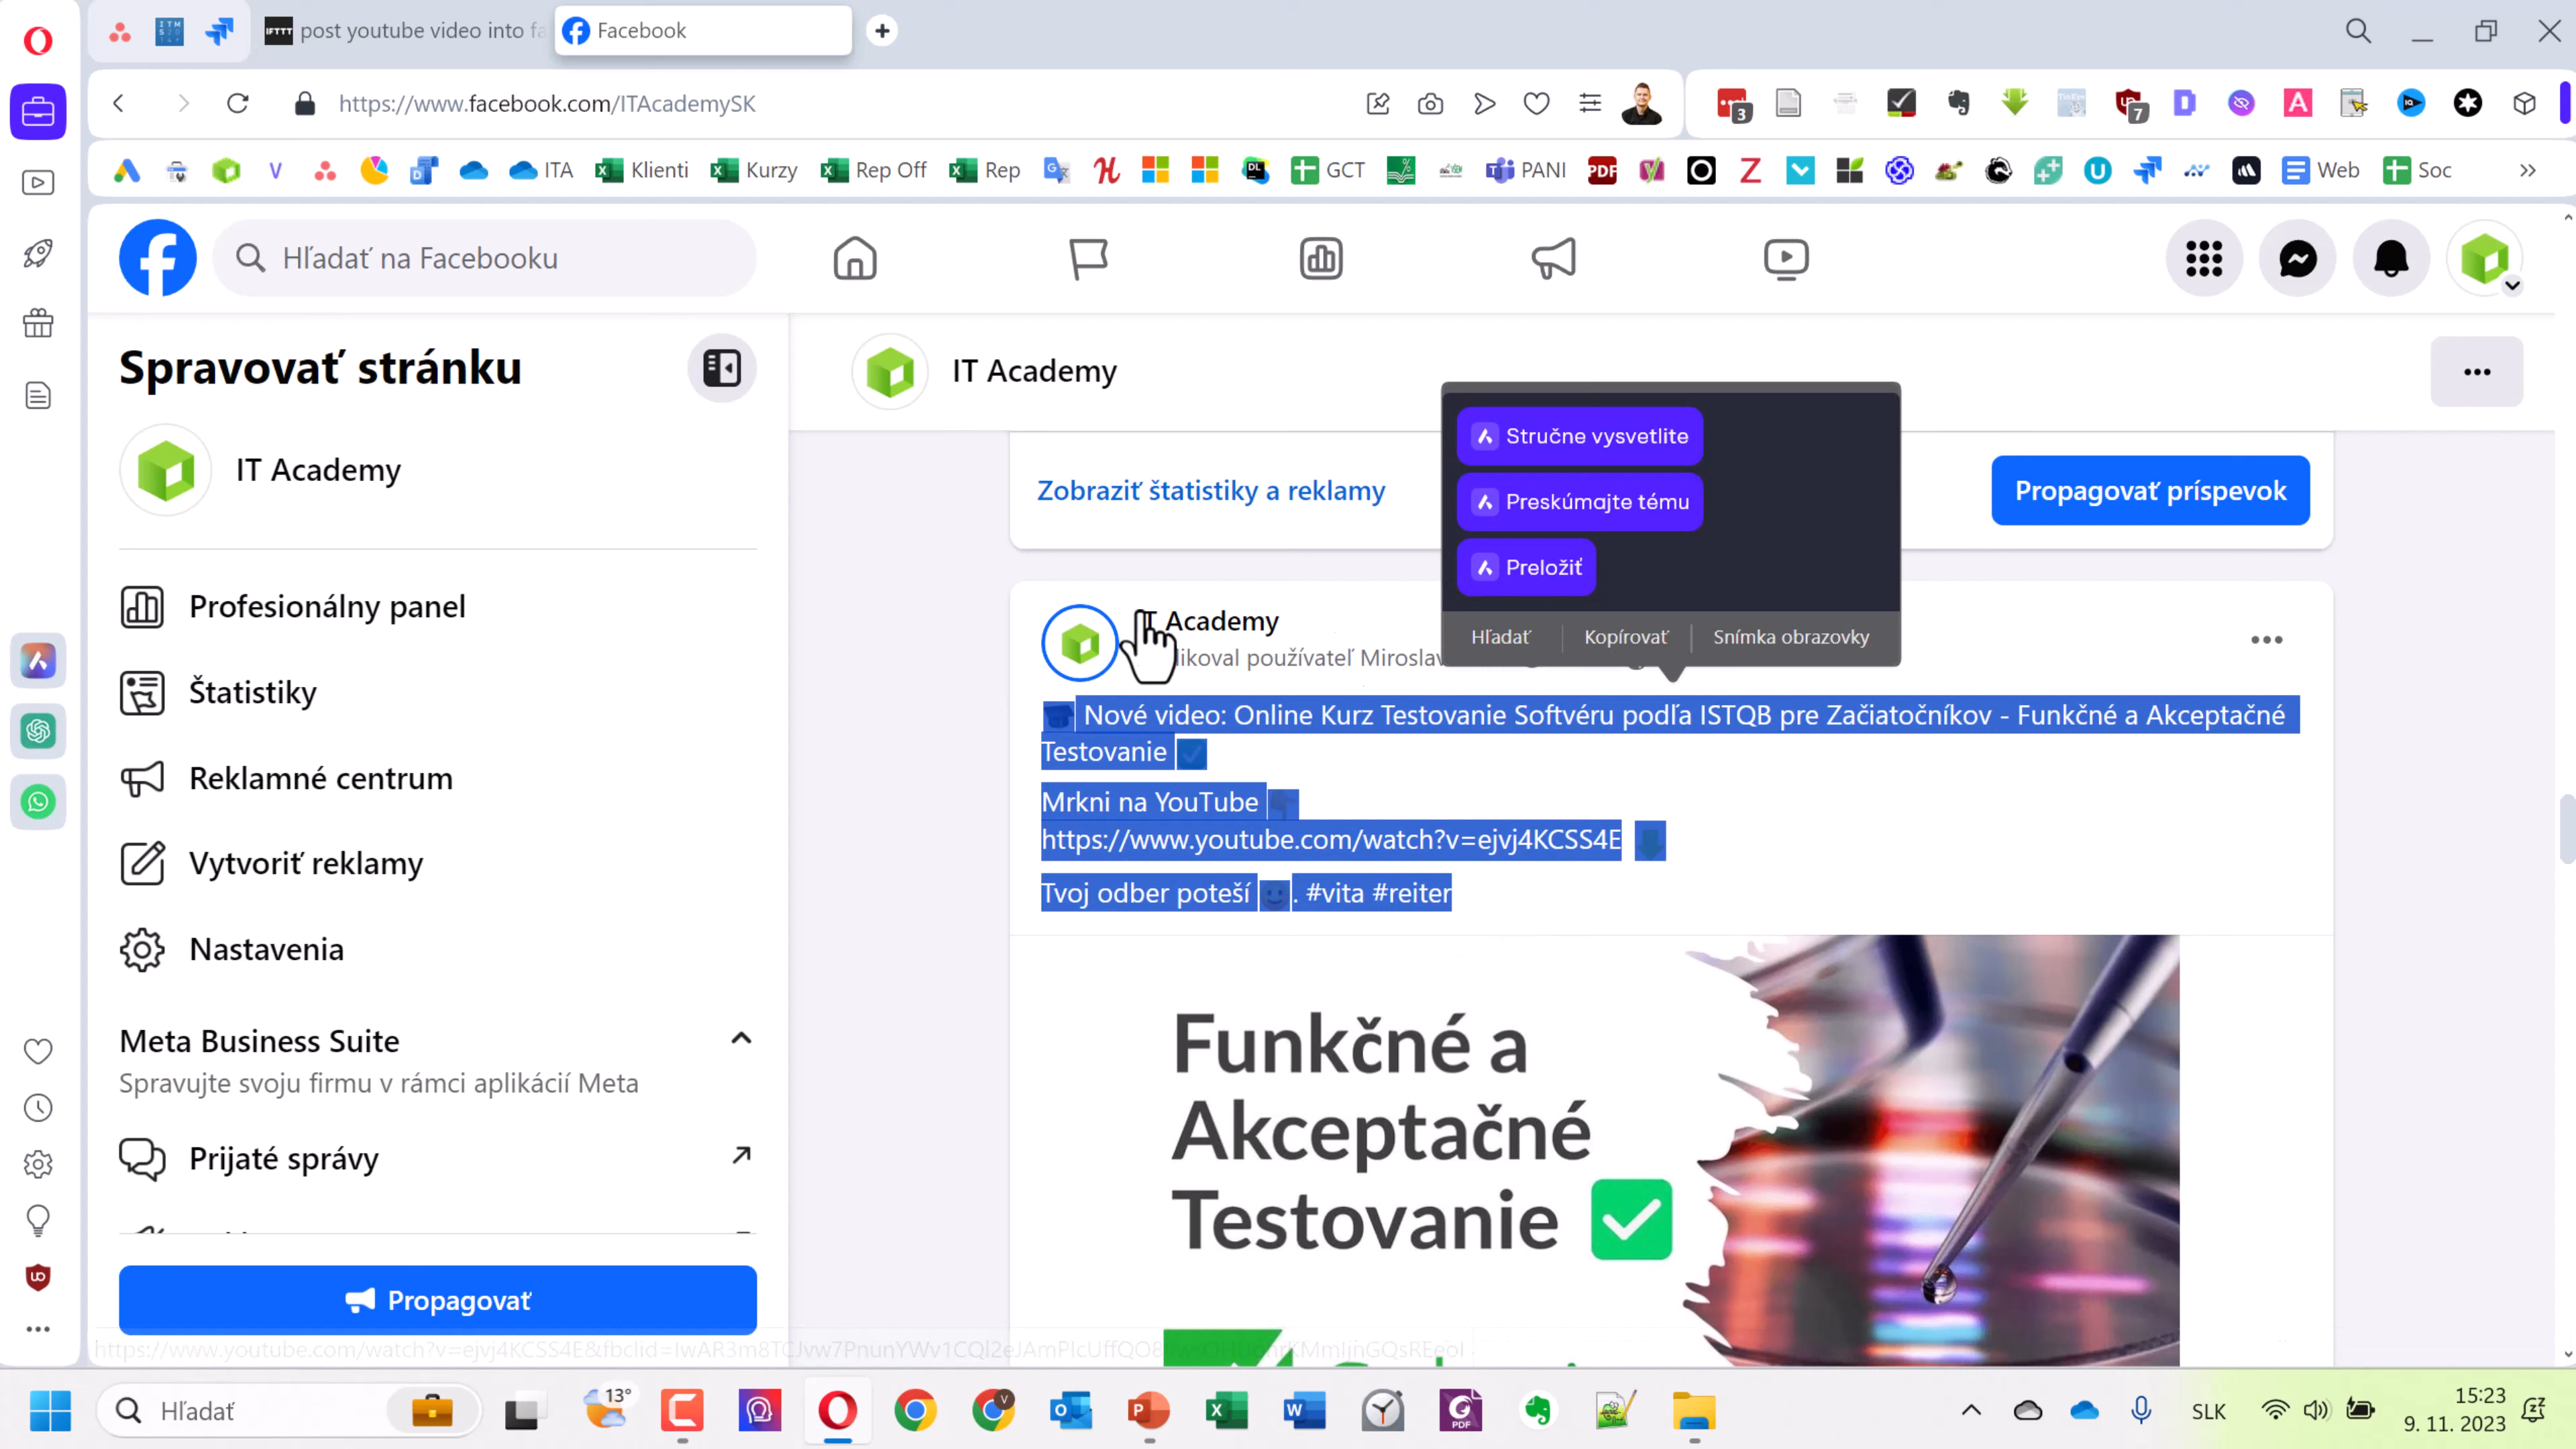 IFTTT post youtube video into fa
Facebook
https://www.facebook.com/ITAcademySK
3
7
ITA
Klienti
Kurzy
Rep Off
Rep
GCT
PANI
PDF
Web
Soc
Hľadať na Facebooku
Spravovať stránku
IT Academy
IT Academy
Profesionálny panel
Štatistiky
Reklamné centrum
Vytvoriť reklamy
Nastavenia
Meta Business Suite
Spravujte svoju firmu v rámci aplikácií Meta
Prijaté správy
Propagovať
Zobraziť štatistiky a reklamy
Propagovať príspevok
Stručne vysvetlite
Preskúmajte tému
Preložiť
Hľadať
Kopírovať
Snímka obrazovky
Academy
používateľ
Nové video: Online Kurz Testovanie Softvéru podľa ISTQB pre Začiatočníkov - Funkčné a Akceptačné
Testovanie
Mrkni na YouTube
https://www.youtube.com/watch?v=ejvj4KCSS4E
Tvoj odber poteší . #vita #reiter
Funkčné a
Akceptačné
Testovanie
Hľadať
13°
SLK
15:23
9. 11. 2023